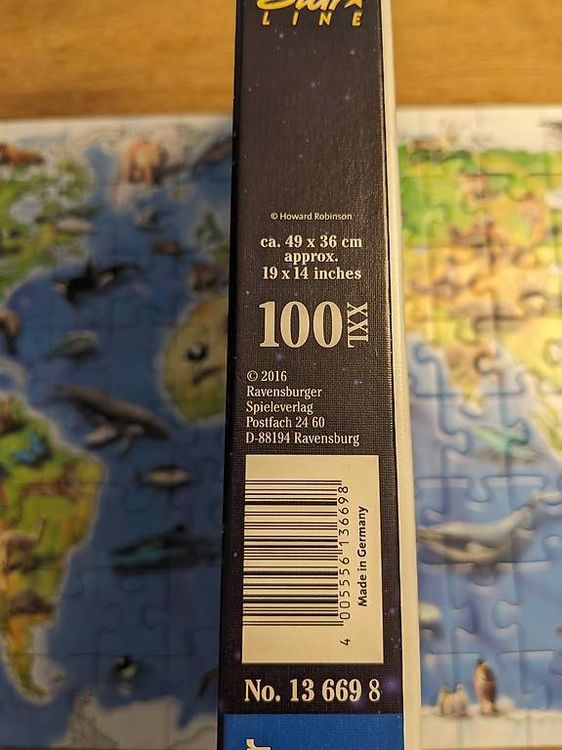 Star
LINE
© Howard Robinson
ca. 49 x 36 cm
approx.
19 x 14 inches
100 XXL
© 2016
Ravensburger
Spieleverlag
Postfach 24 60
D-88194 Ravensburg
4 005556 136698
Made in Germany
No. 13 669 8
r